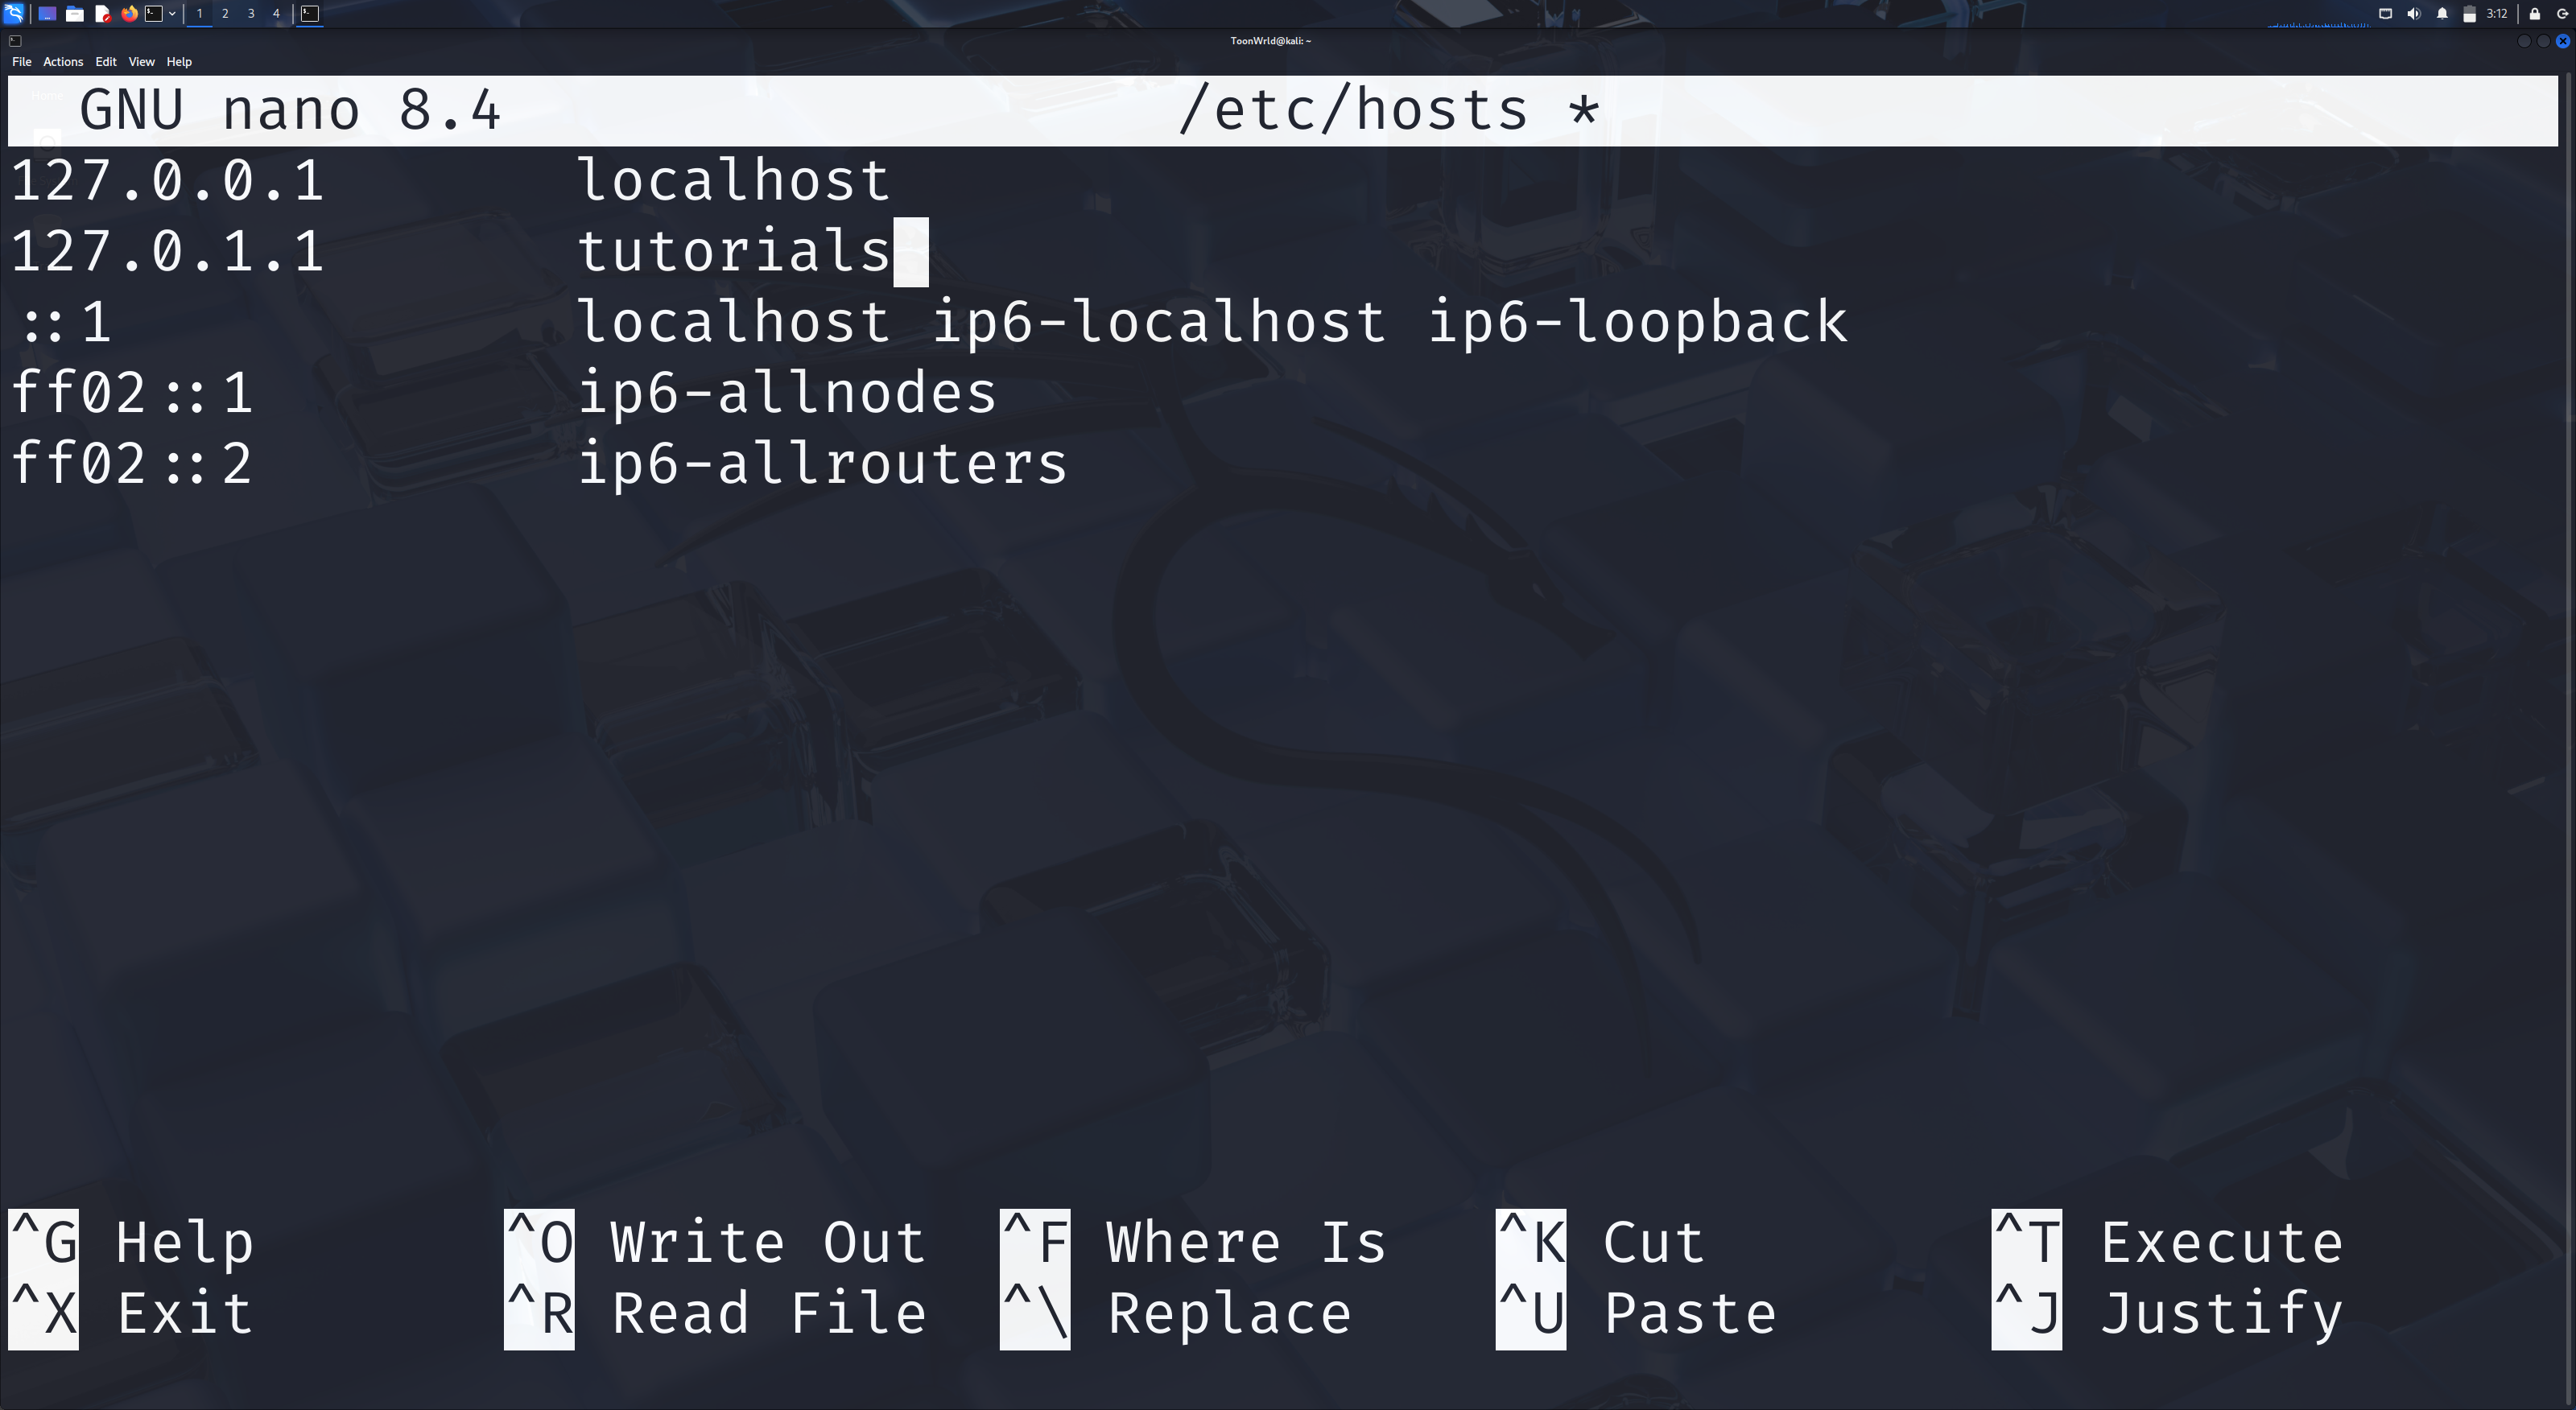 1 2 3 4 3:12
ToonWrld@kali: ~
File Actions Edit View Help
GNU nano 8.4 /etc/hosts *
127.0.0.1 localhost
127.0.1.1 tutorials
::1 localhost ip6-localhost ip6-loopback
ff02::1 ip6-allnodes
ff02::2 ip6-allrouters
^G Help ^O Write Out ^F Where Is ^K Cut ^T Execute
^X Exit ^R Read File ^\ Replace ^U Paste ^J Justify